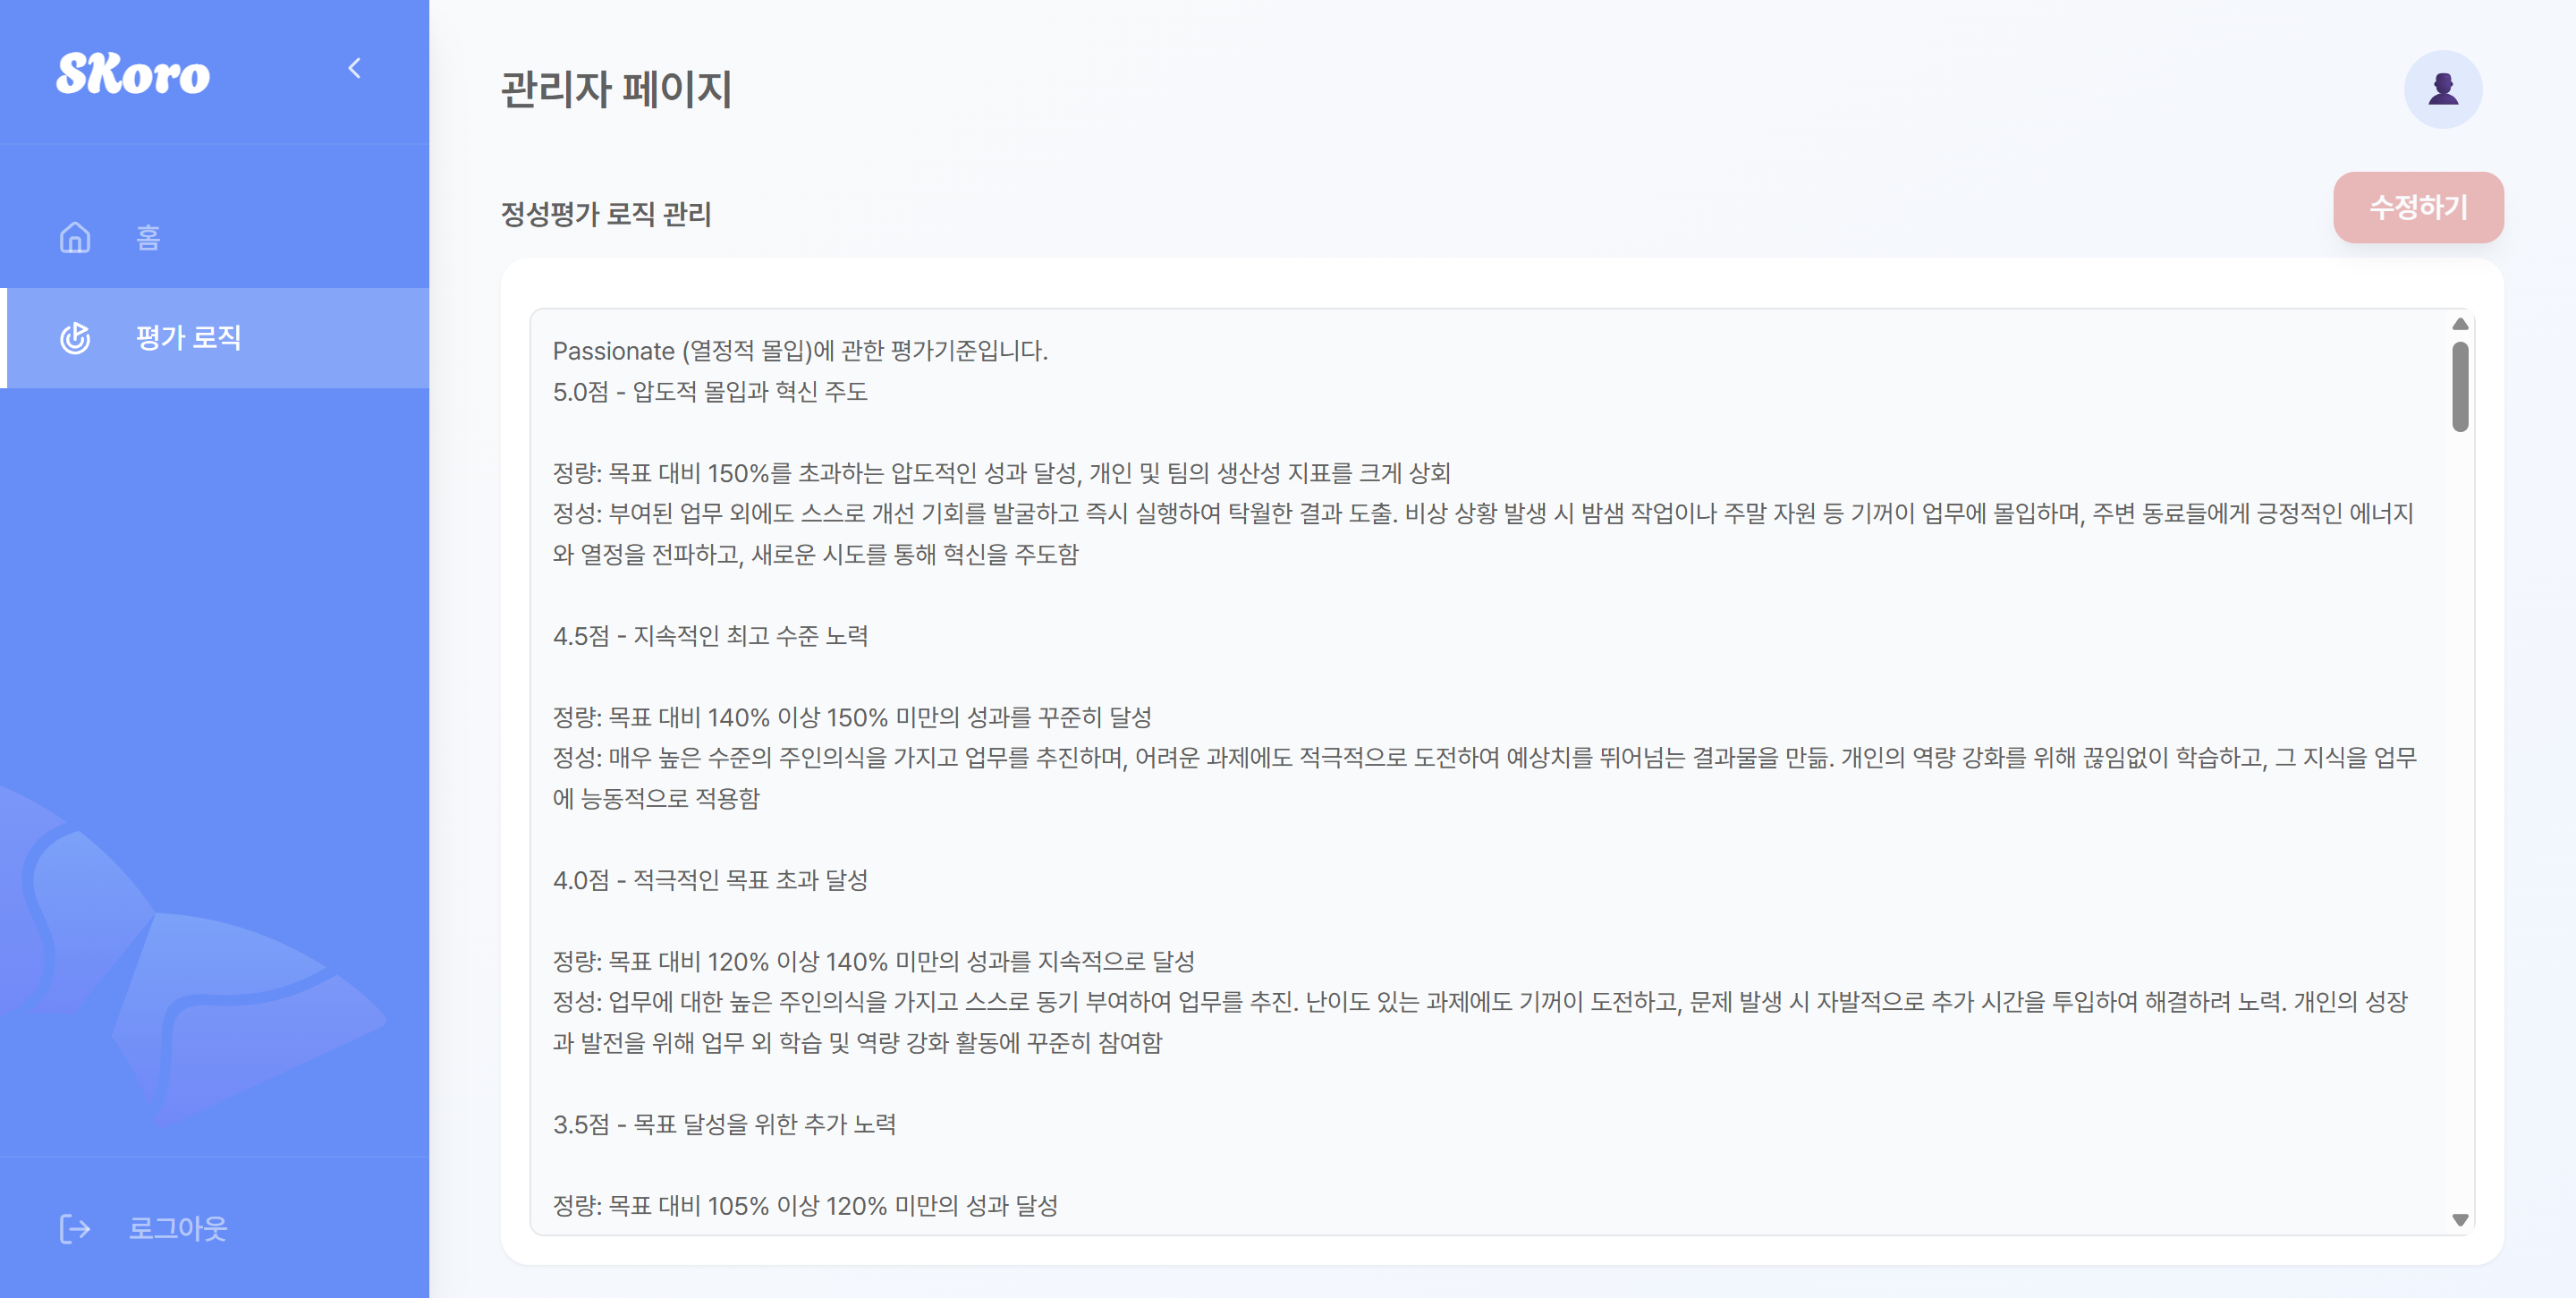 SKoro
관리자 페이지
홈
평가 로직
로그아웃
정성평가 로직 관리
수정하기
Passionate (열정적 몰입)에 관한 평가기준입니다.
5.0점 - 압도적 몰입과 혁신 주도
정량: 목표 대비 150%를 초과하는 압도적인 성과 달성, 개인 및 팀의 생산성 지표를 크게 상회
정성: 부여된 업무 외에도 스스로 개선 기회를 발굴하고 즉시 실행하여 탁월한 결과 도출. 비상 상황 발생 시 밤샘 작업이나 주말 자원 등 기꺼이 업무에 몰입하며, 주변 동료들에게 긍정적인 에너지
와 열정을 전파하고, 새로운 시도를 통해 혁신을 주도함
4.5점 - 지속적인 최고 수준 노력
정량: 목표 대비 140% 이상 150% 미만의 성과를 꾸준히 달성
정성: 매우 높은 수준의 주인의식을 가지고 업무를 추진하며, 어려운 과제에도 적극적으로 도전하여 예상치를 뛰어넘는 결과물을 만듦. 개인의 역량 강화를 위해 끊임없이 학습하고, 그 지식을 업무
에 능동적으로 적용함
4.0점 - 적극적인 목표 초과 달성
정량: 목표 대비 120% 이상 140% 미만의 성과를 지속적으로 달성
정성: 업무에 대한 높은 주인의식을 가지고 스스로 동기 부여하여 업무를 추진. 난이도 있는 과제에도 기꺼이 도전하고, 문제 발생 시 자발적으로 추가 시간을 투입하여 해결하려 노력. 개인의 성장
과 발전을 위해 업무 외 학습 및 역량 강화 활동에 꾸준히 참여함
3.5점 - 목표 달성을 위한 추가 노력
정량: 목표 대비 105% 이상 120% 미만의 성과 달성